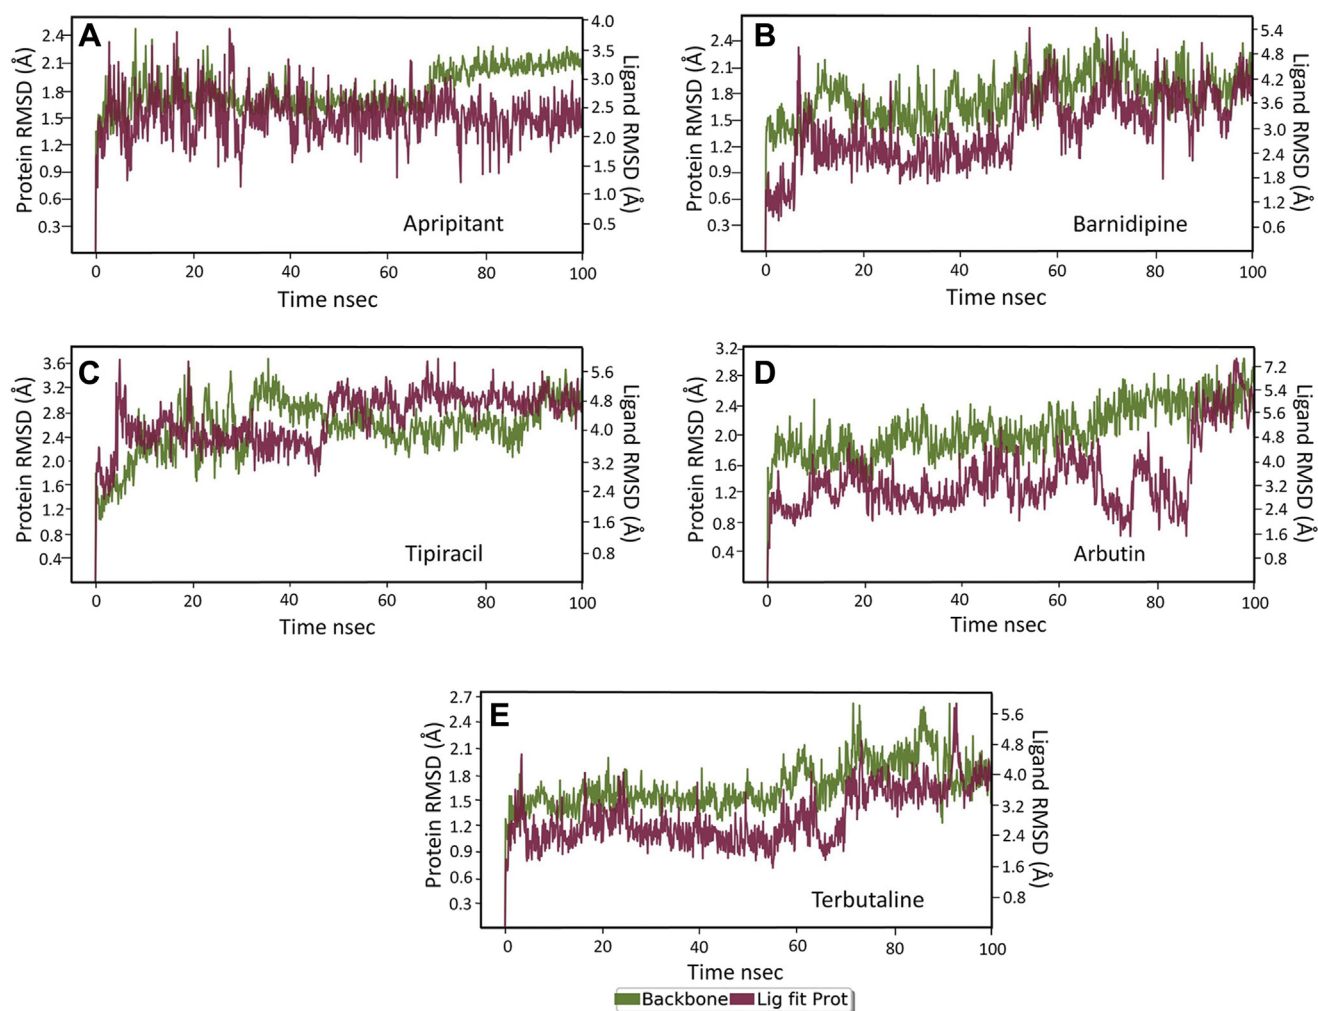 A
Protein RMSD (Å)
2.4
2.1
1.8
1.5
1.2
0.9
0.6
0.3
4.0
3.5
3.0
2.5
2.0
1.5
1.0
0.5
Ligand RMSD (Å)
Apripitant
0 20 40 60 80 100
Time nsec
B
Protein RMSD (Å)
2.4
2.1
1.8
1.5
1.2
0.9
0.6
0.3
5.4
4.8
4.2
3.6
3.0
2.4
1.8
1.2
0.6
Ligand RMSD (Å)
Barnidipine
0 20 40 60 80 100
Time nsec
C
Protein RMSD (Å)
3.6
3.2
2.8
2.4
2.0
1.6
1.2
0.8
0.4
5.6
4.8
4.0
3.2
2.4
1.6
0.8
Ligand RMSD (Å)
Tipiracil
0 20 40 60 80 100
Time nsec
D
Protein RMSD (Å)
3.2
2.8
2.4
2.0
1.6
1.2
0.8
0.4
7.2
5.4
5.6
4.8
4.0
3.2
2.4
1.6
0.8
Ligand RMSD (Å)
Arbutin
0 20 40 60 80 100
Time nsec
E
Protein RMSD (Å)
2.7
2.4
2.1
1.8
1.5
1.2
0.9
0.6
0.3
5.6
4.8
4.0
3.2
2.4
1.6
0.8
Ligand RMSD (Å)
Terbutaline
0 20 40 60 80 100
Time nsec
Backbone Lig fit Prot